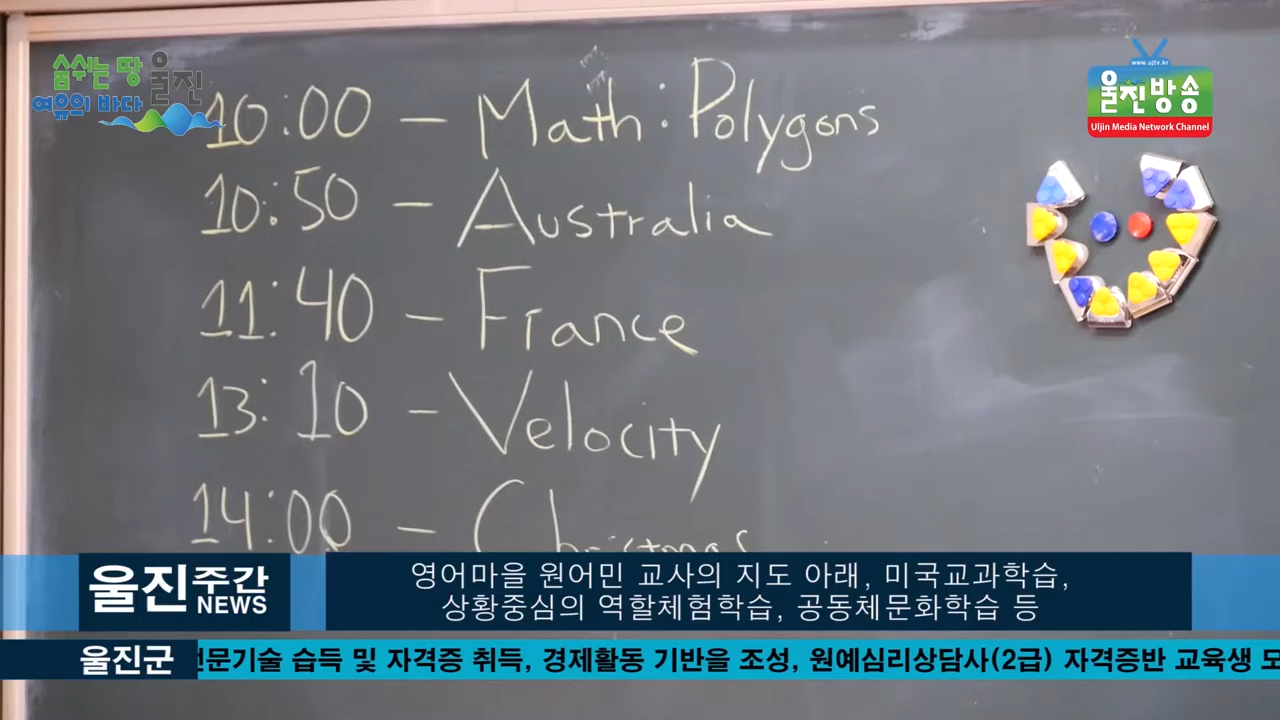 숨쉬는 땅 울진
여유의 바다
www.ujtv.kr
울진방송
Uljin Media Network Channel
10:00 – Math: Polygons
10:50 – Australia
11:40 – France
13:10 – Velocity
14:00 – Christmas
울진주간 NEWS
영어마을 원어민 교사의 지도 아래, 미국교과학습,
상황중심의 역할체험학습, 공동체문화학습 등
울진군
전문기술 습득 및 자격증 취득, 경제활동 기반을 조성, 원예심리상담사(2급) 자격증반 교육생 모